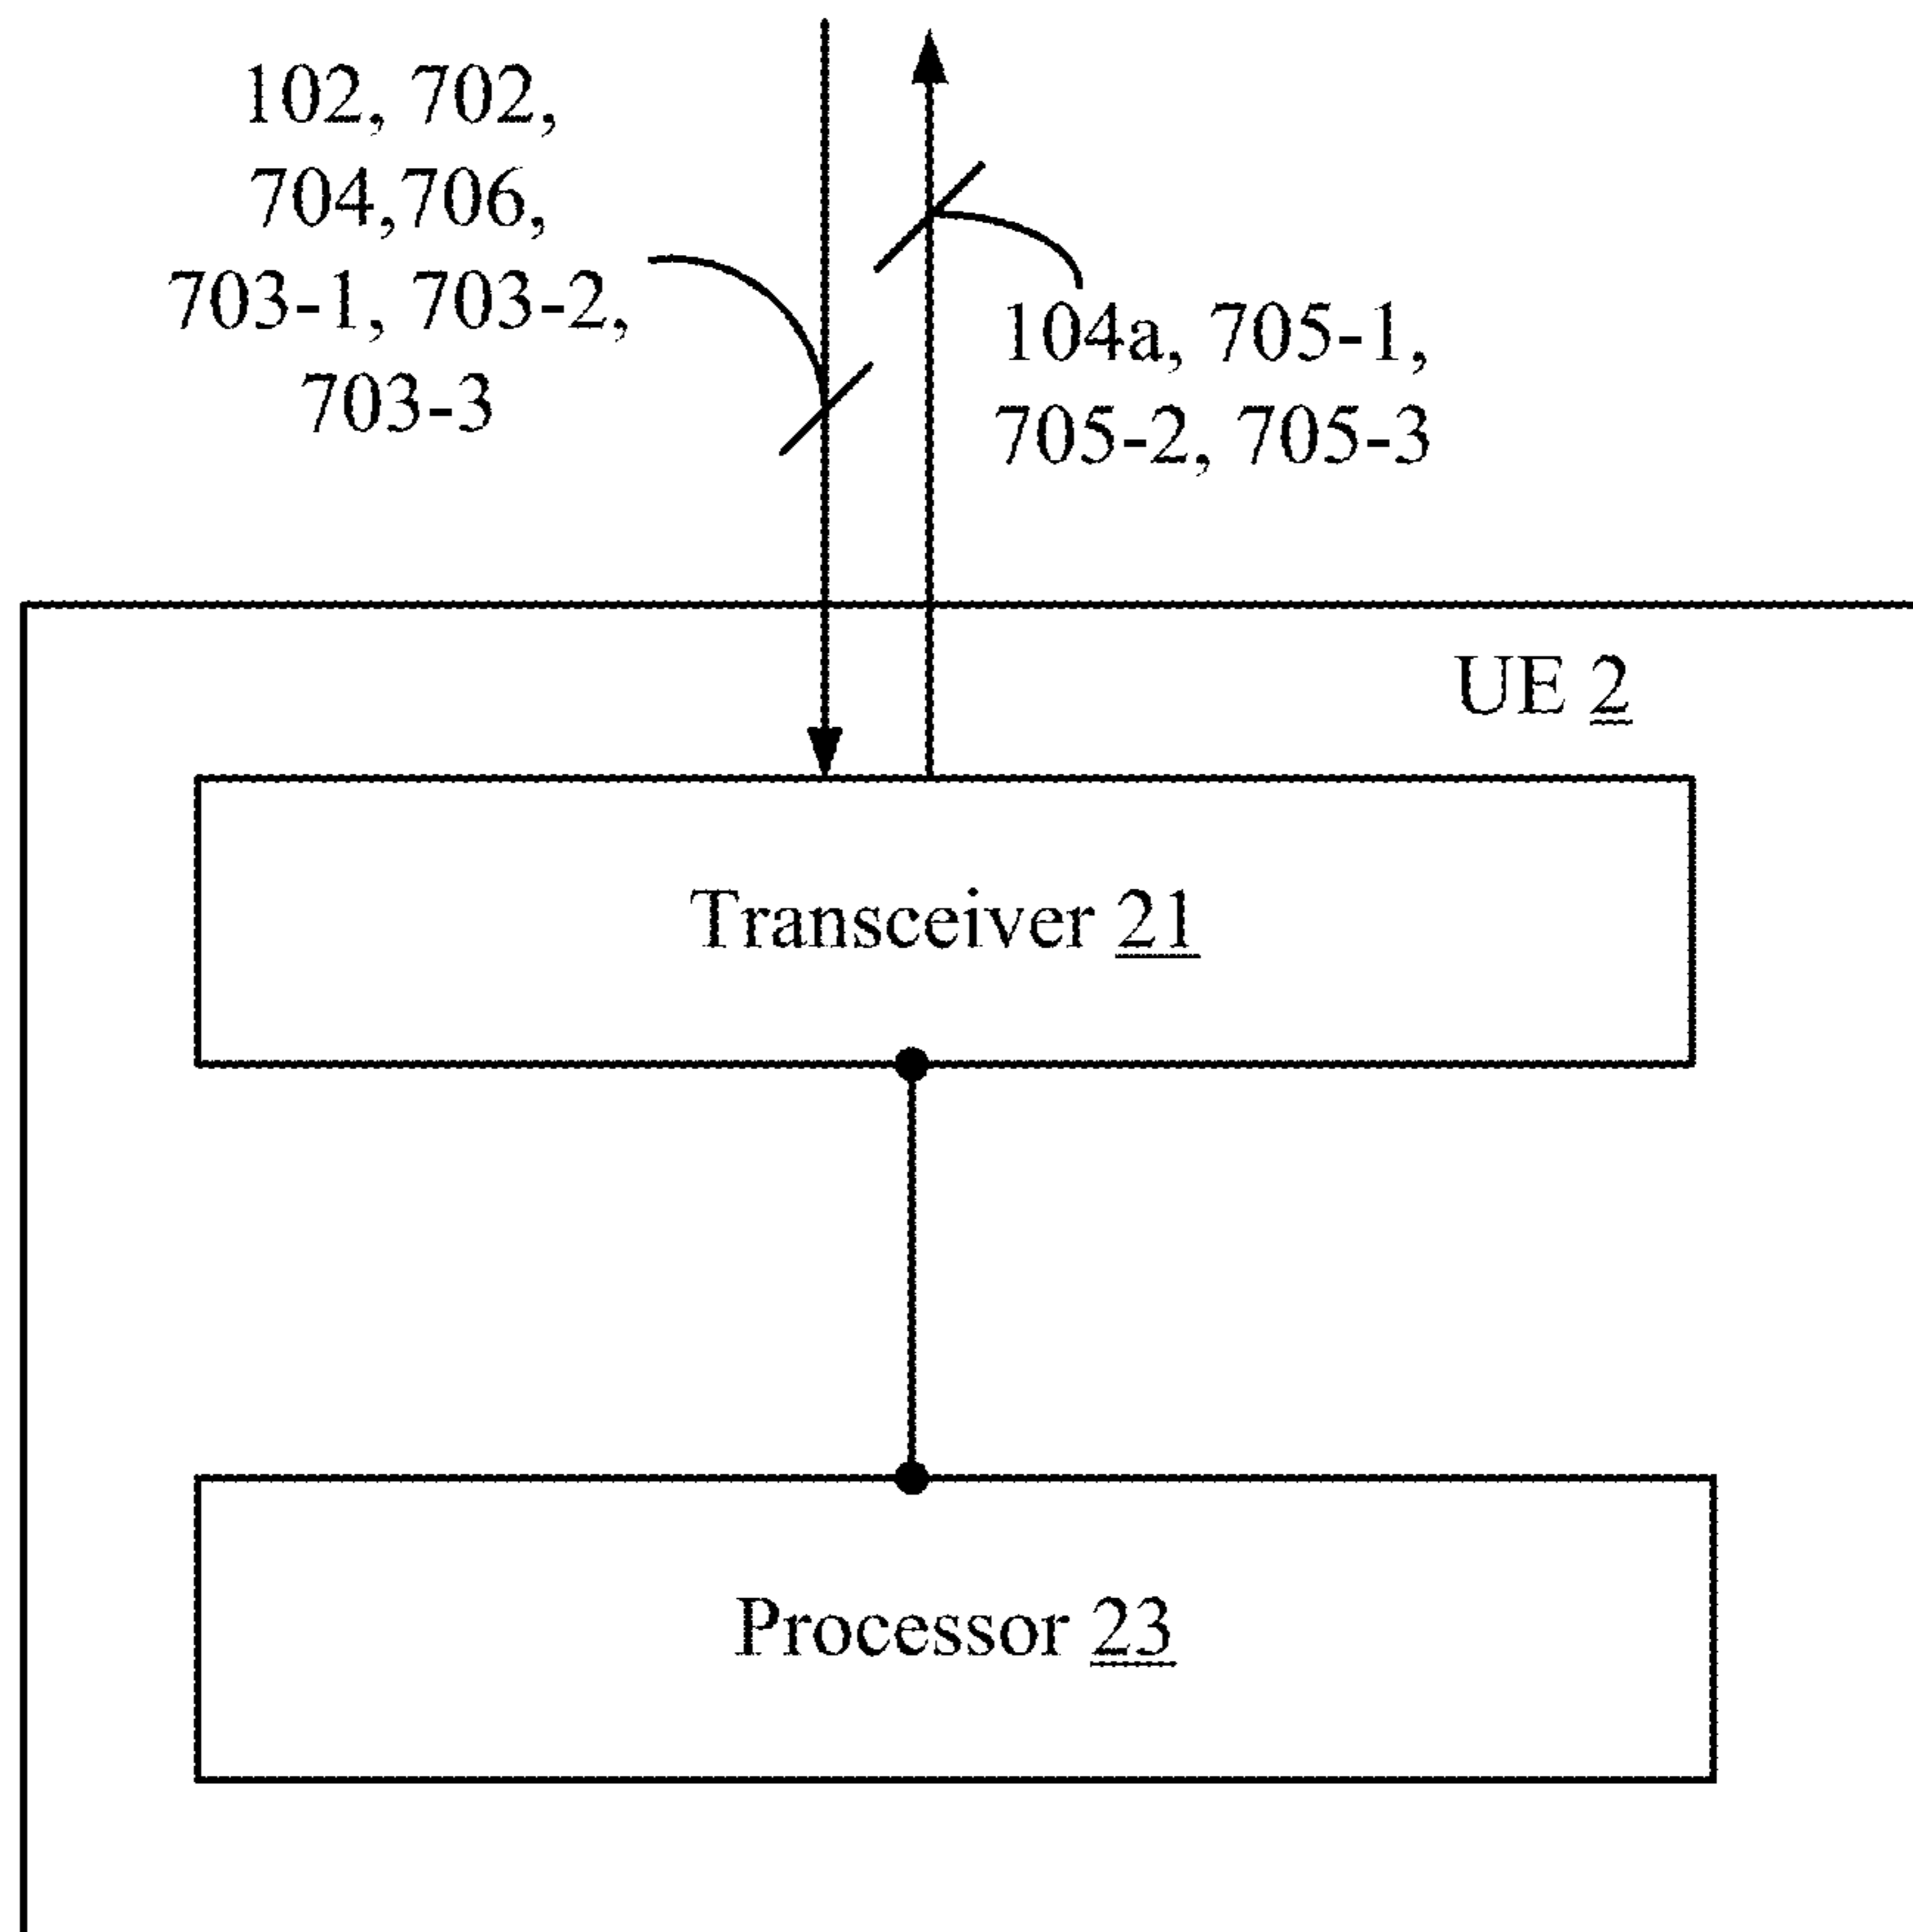 102, 702,
704,706,
703-1, 703-2,
703-3
104a, 705-1,
705-2, 705-3
UE 2
Transceiver 21
Processor 23